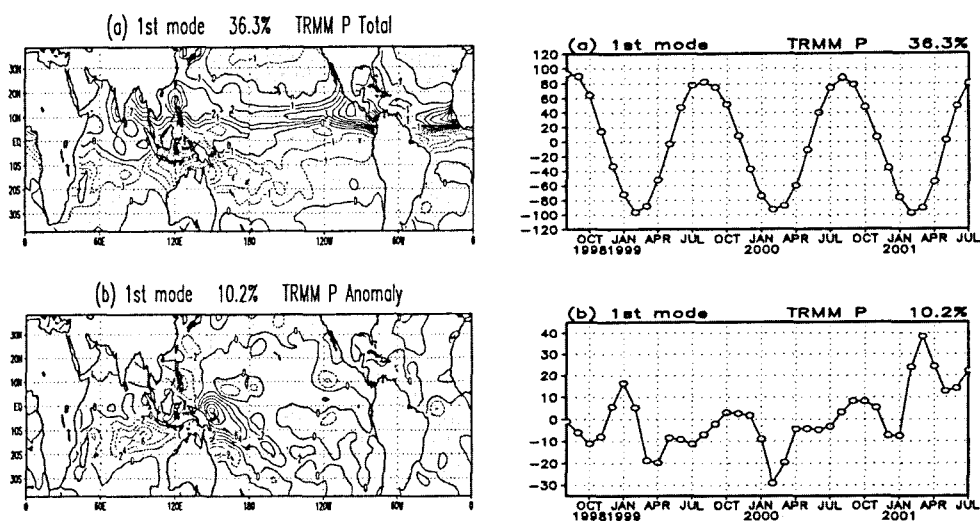 (a) 1st mode 36.3% TRMM P Total
30N
20N
10N
EQ
10S
20S
30S
0 60E 120E 180 120W 60W 0
(b) 1st mode 10.2% TRMM P Anomaly
30N
20N
10N
EQ
10S
20S
30S
0 60E 120E 180 120W 60W 0
(a) 1st mode TRMM P 36.3%
120
100
80
60
40
20
0
-20
-40
-60
-80
-100
-120
OCT JAN APR JUL OCT JAN APR JUL OCT JAN APR JUL
1998 1999 2000 2001
(b) 1st mode TRMM P 10.2%
40
30
20
10
0
-10
-20
-30
OCT JAN APR JUL OCT JAN APR JUL OCT JAN APR JUL
1998 1999 2000 2001